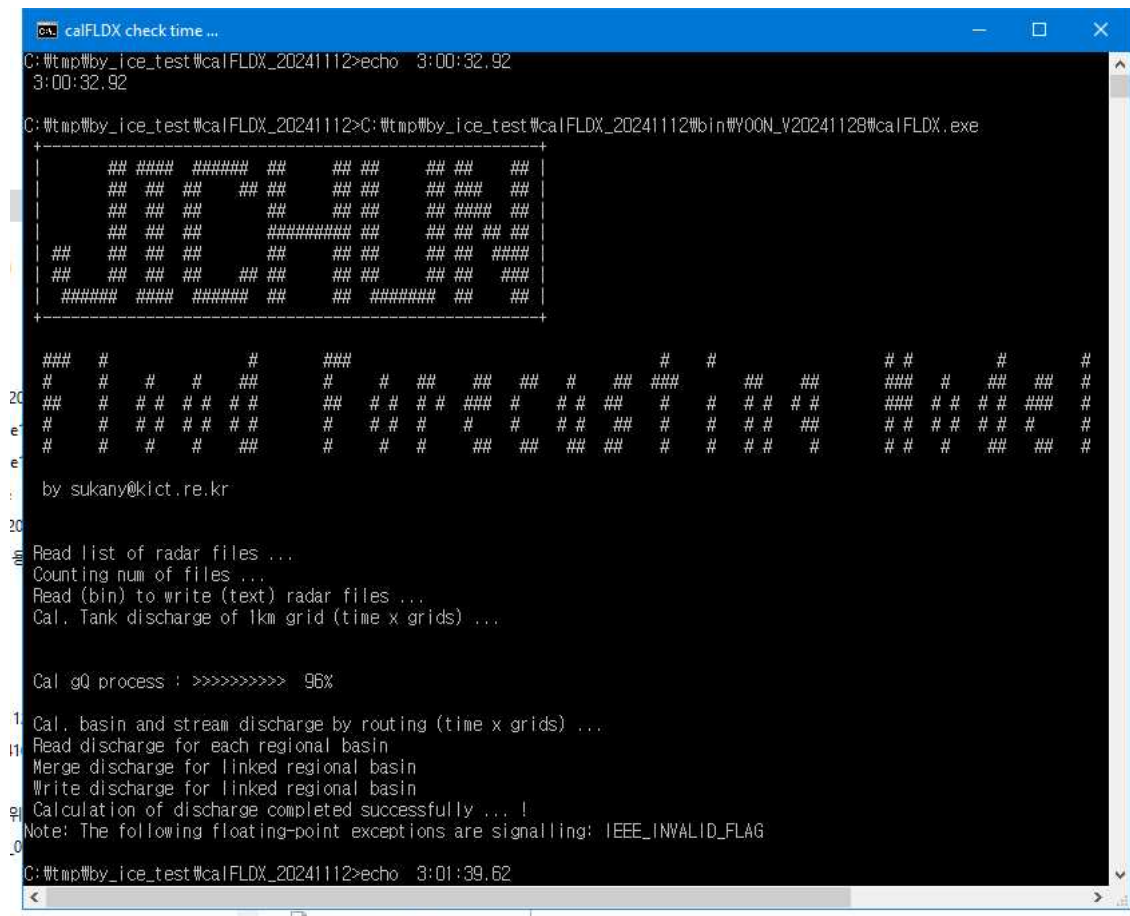 calFLDX check time ...
C:₩tmp₩by_ice_test₩calFLDX_20241112>echo  3:00:32.92
 3:00:32.92
C:₩tmp₩by_ice_test₩calFLDX_20241112>C:₩tmp₩by_ice_test₩calFLDX_20241112₩bin₩YOON_V20241128₩calFLDX.exe
JICHUN
Flood Forecasting Model
by sukany@kict.re.kr
Read list of radar files ...
Counting num of files ...
Read (bin) to write (text) radar files ...
Cal. Tank discharge of 1km grid (time x grids) ...
Cal gQ process : >>>>>>>>>>  96%
Cal. basin and stream discharge by routing (time x grids) ...
Read discharge for each regional basin
Merge discharge for linked regional basin
Write discharge for linked regional basin
Calculation of discharge completed successfully ... !
Note: The following floating-point exceptions are signalling: IEEE_INVALID_FLAG
C:₩tmp₩by_ice_test₩calFLDX_20241112>echo  3:01:39.62